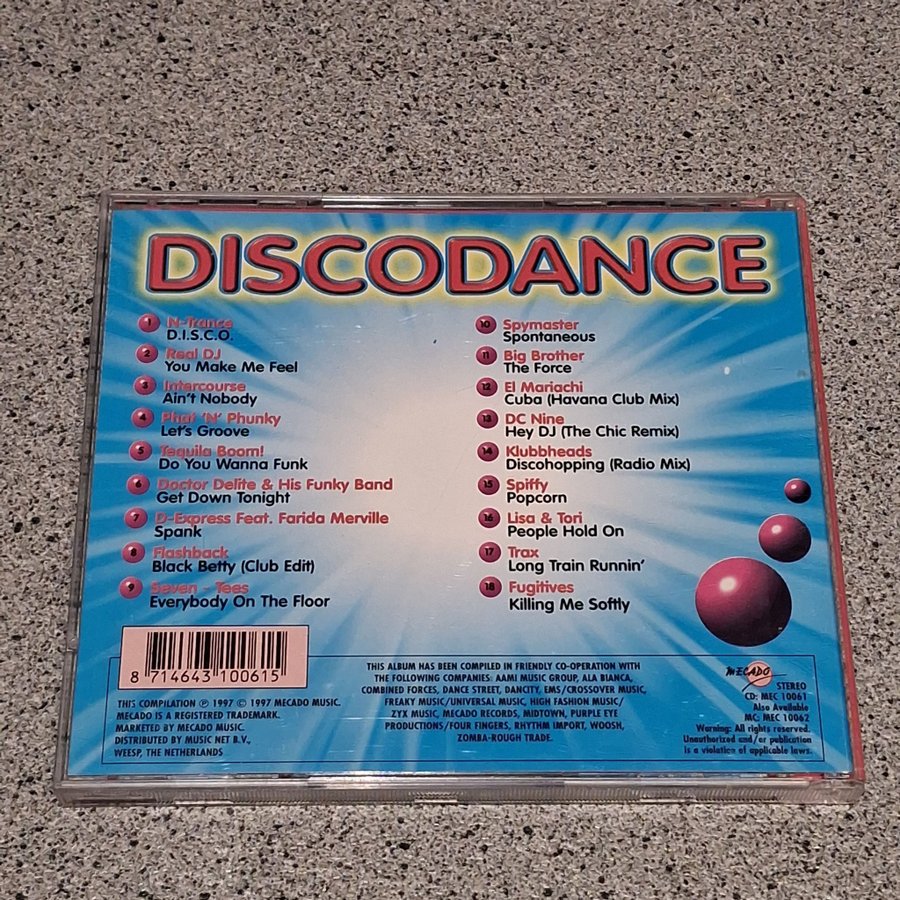 DISCODANCE
1 N-Trance
D.I.S.C.O.
2 Real DJ
You Make Me Feel
3 Intercourse
Ain't Nobody
4 Phat 'N' Phunky
Let's Groove
5 Tequila Boom!
Do You Wanna Funk
6 Doctor Delite & His Funky Band
Get Down Tonight
7 D-Express Feat. Farida Merville
Spank
8 Flashback
Black Betty (Club Edit)
9 Seven - Tees
Everybody On The Floor
10 Spymaster
Spontaneous
11 Big Brother
The Force
12 El Mariachi
Cuba (Havana Club Mix)
13 DC Nine
Hey DJ (The Chic Remix)
14 Klubbheads
Discohopping (Radio Mix)
15 Spiffy
Popcorn
16 Lisa & Tori
People Hold On
17 Trax
Long Train Runnin'
18 Fugitives
Killing Me Softly
8 714643 100615
THIS COMPILATION ℗ 1997 © 1997 MECADO MUSIC.
MECADO IS A REGISTERED TRADEMARK.
MARKETED BY MECADO MUSIC.
DISTRIBUTED BY MUSIC NET B.V.,
WEESP, THE NETHERLANDS
THIS ALBUM HAS BEEN COMPILED IN FRIENDLY CO-OPERATION WITH
THE FOLLOWING COMPANIES: AAMI MUSIC GROUP, ALA BIANCA,
COMBINED FORCES, DANCE STREET, DANCITY, EMS/CROSSOVER MUSIC,
FREAKY MUSIC/UNIVERSAL MUSIC, HIGH FASHION MUSIC/
ZYX MUSIC, MECADO RECORDS, MIDTOWN, PURPLE EYE
PRODUCTIONS/FOUR FINGERS, RHYTHM IMPORT, WOOSH,
ZOMBA-ROUGH TRADE.
MECADO
STEREO
CD: MEC 10061
Also Available
MC: MEC 10062
Warning: All rights reserved.
Unauthorized and/or publication
is a violation of applicable laws.